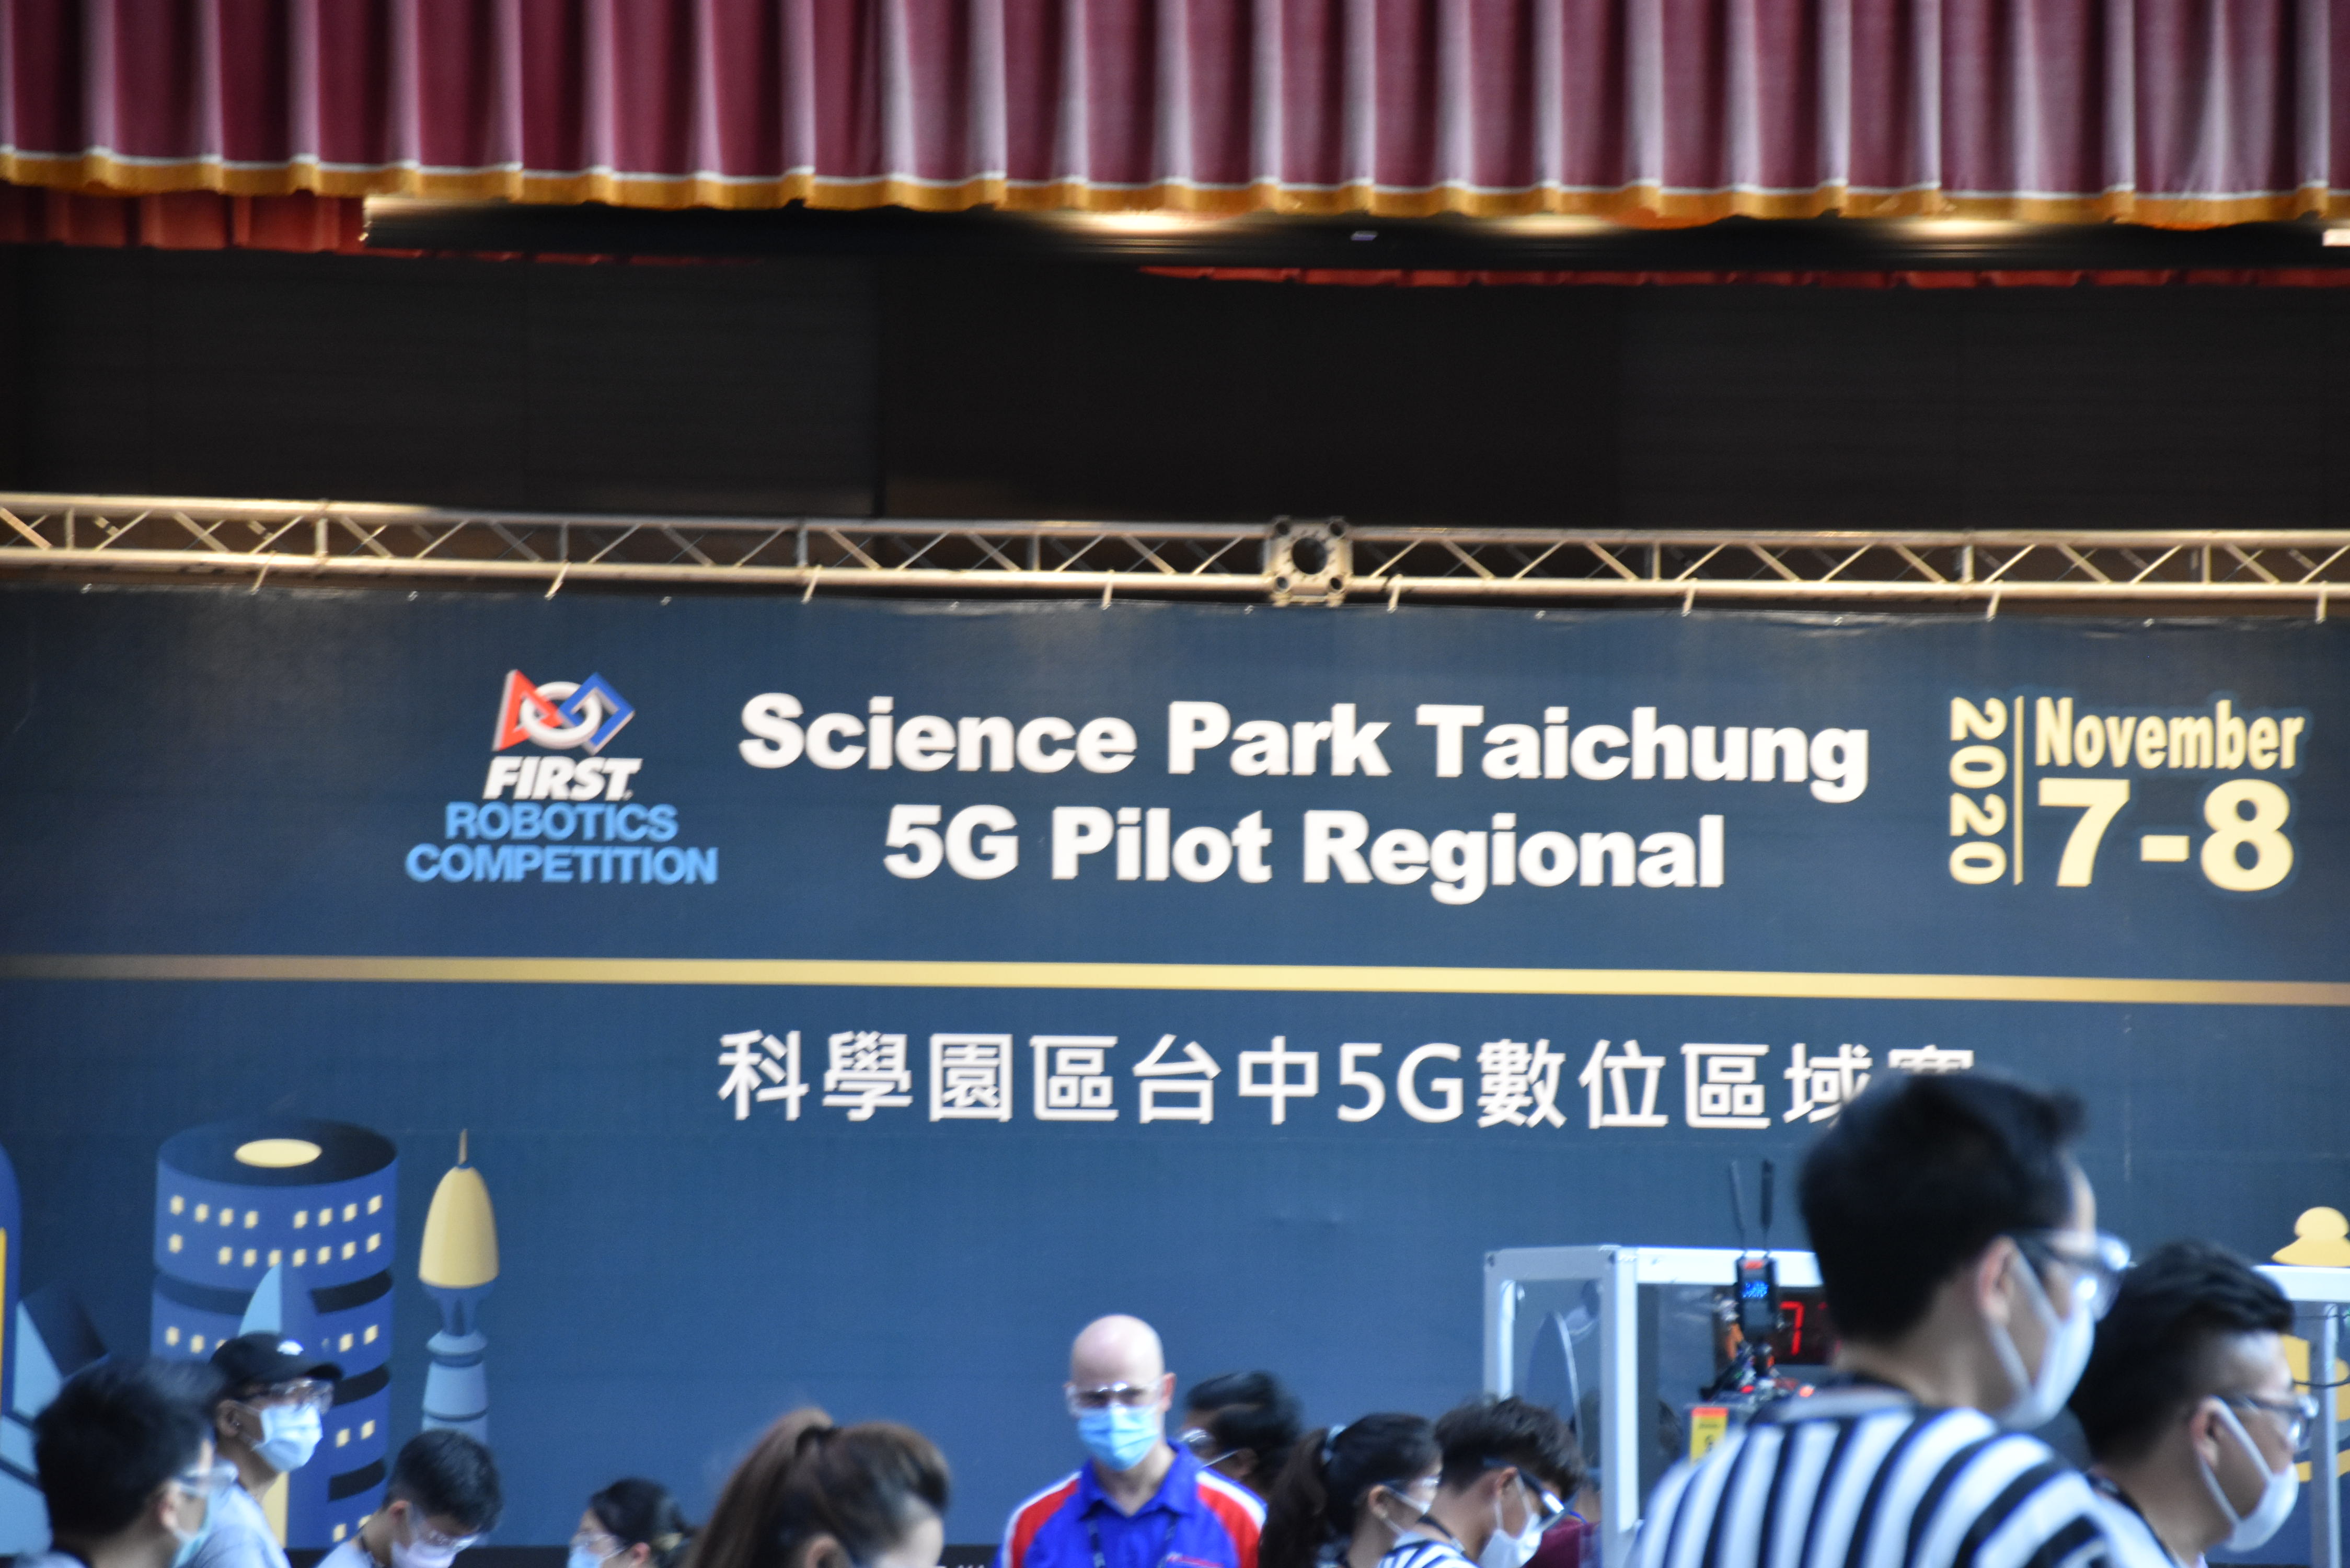 FIRST
ROBOTICS
COMPETITION
Science Park Taichung
5G Pilot Regional
2020
November
7-8
科學園區台中5G數位區域賽